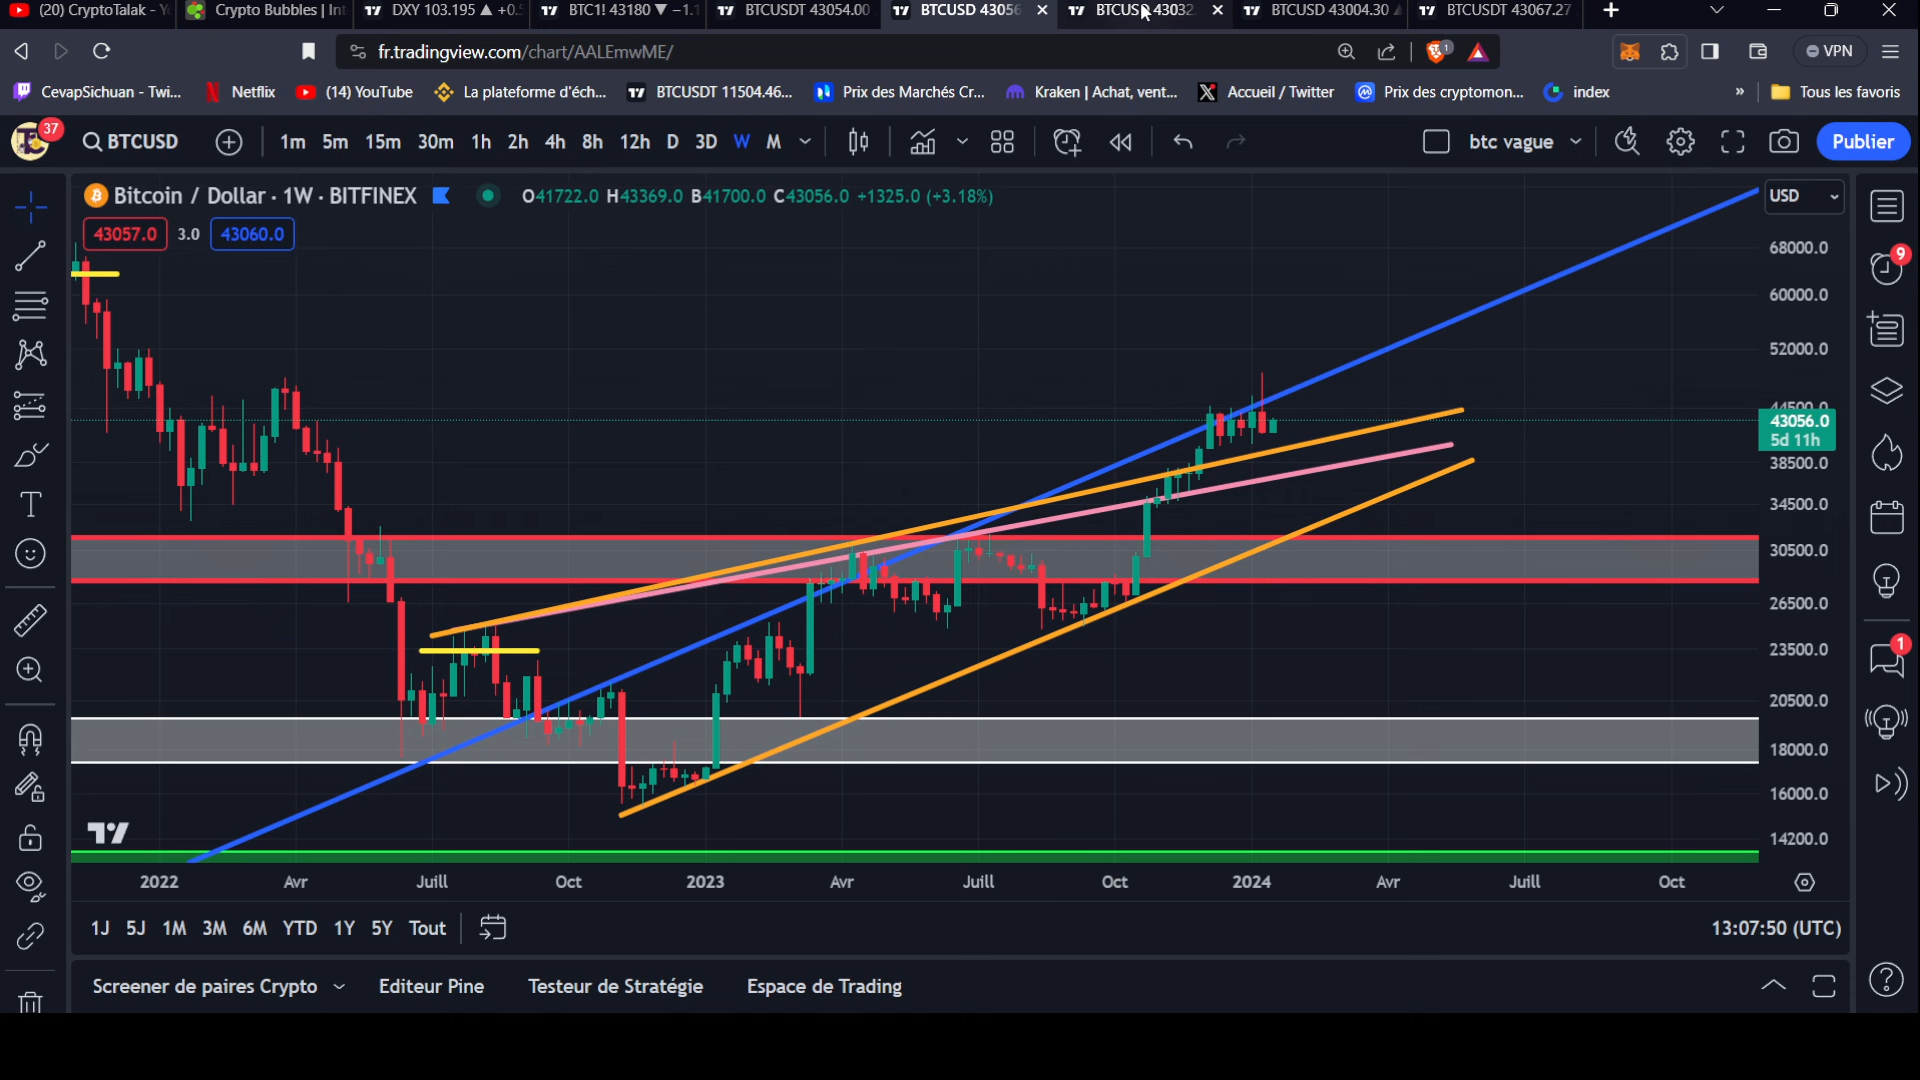 (20) CryptoTalak - Y
Crypto Bubbles | Int
DXY 103.195 ▲ +0.
BTC1! 43180 ▼ −1.1
BTCUSDT 43054.00
BTCUSD 43056
BTCUSD 43032
BTCUSD 43004.30
BTCUSDT 43067.27
fr.tradingview.com/chart/AALEmwME/
1
VPN
CevapSichuan - Twi...
Netflix
(14) YouTube
La plateforme d'éch...
BTCUSDT 11504.46...
Prix des Marchés Cr...
Kraken | Achat, vent...
Accueil / Twitter
Prix des cryptomon...
index
»
Tous les favoris
37
BTCUSD
1m 5m 15m 30m 1h 2h 4h 8h 12h D 3D W M
btc vague
Publier
Bitcoin / Dollar · 1W · BITFINEX
O41722.0 H43369.0 B41700.0 C43056.0 +1325.0 (+3.18%)
USD
43057.0 3.0 43060.0
68000.0
9
60000.0
52000.0
44500.0
43056.0
5d 11h
38500.0
34500.0
30500.0
26500.0
23500.0
1
20500.0
18000.0
16000.0
14200.0
2022 Avr Juill Oct 2023 Avr Juill Oct 2024 Avr Juill Oct
1J 5J 1M 3M 6M YTD 1Y 5Y Tout
13:07:50 (UTC)
Screener de paires Crypto
Editeur Pine
Testeur de Stratégie
Espace de Trading